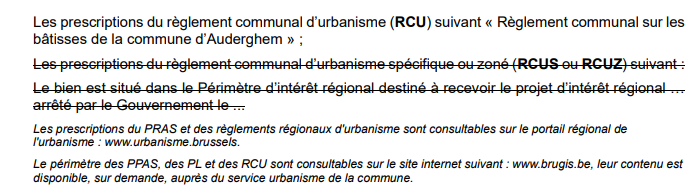 Les prescriptions du règlement communal d'urbanisme (RCU) suivant « Règlement communal sur les
bâtisses de la commune d'Auderghem » ;
Les prescriptions du règlement communal d'urbanisme spécifique ou zoné (RCUS ou RCUZ) suivant :
Le bien est situé dans le Périmètre d'intérêt régional destiné à recevoir le projet d'intérêt régional …
arrêté par le Gouvernement le ...
Les prescriptions du PRAS et des règlements régionaux d'urbanisme sont consultables sur le portail régional de
l'urbanisme : www.urbanisme.brussels.
Le périmètre des PPAS, des PL et des RCU sont consultables sur le site internet suivant : www.brugis.be, leur contenu est
disponible, sur demande, auprès du service urbanisme de la commune.